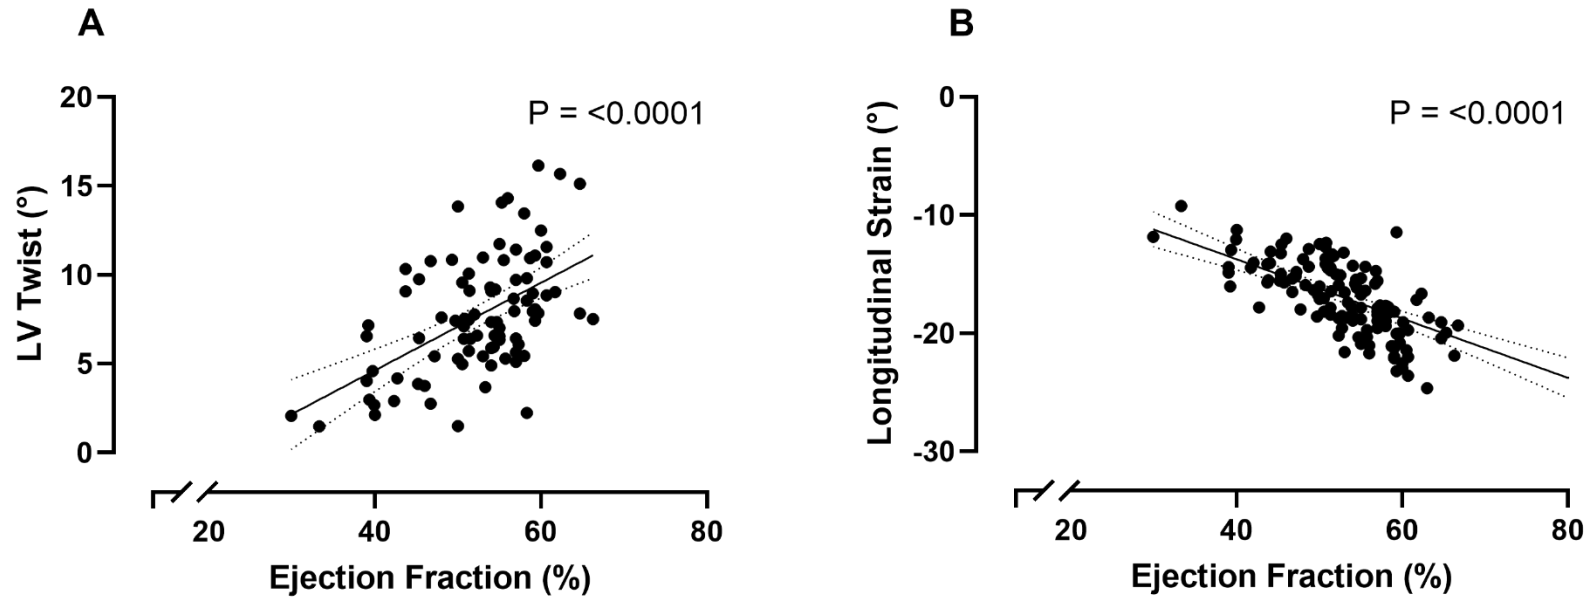 A
P = <0.0001
LV Twist (°)
20
15
10
5
0
20 40 60 80
Ejection Fraction (%)
B
P = <0.0001
Longitudinal Strain (°)
0
-10
-20
-30
20 40 60 80
Ejection Fraction (%)